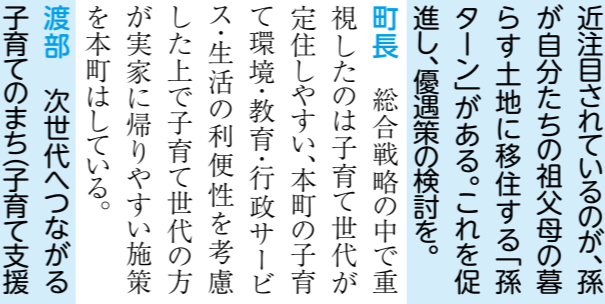 近注目されているのが、孫
が自分たちの祖父母の暮
らす土地に移住する「孫
ターン」がある。これを促
進し、優遇策の検討を。
町長　総合戦略の中で重
視したのは子育て世代が
定住しやすい、本町の子育
て環境・教育・行政サービ
ス・生活の利便性を考慮
した上で子育て世代の方
が実家に帰りやすい施策
を本町はしている。
渡部　次世代へつながる
子育てのまち（子育て支援